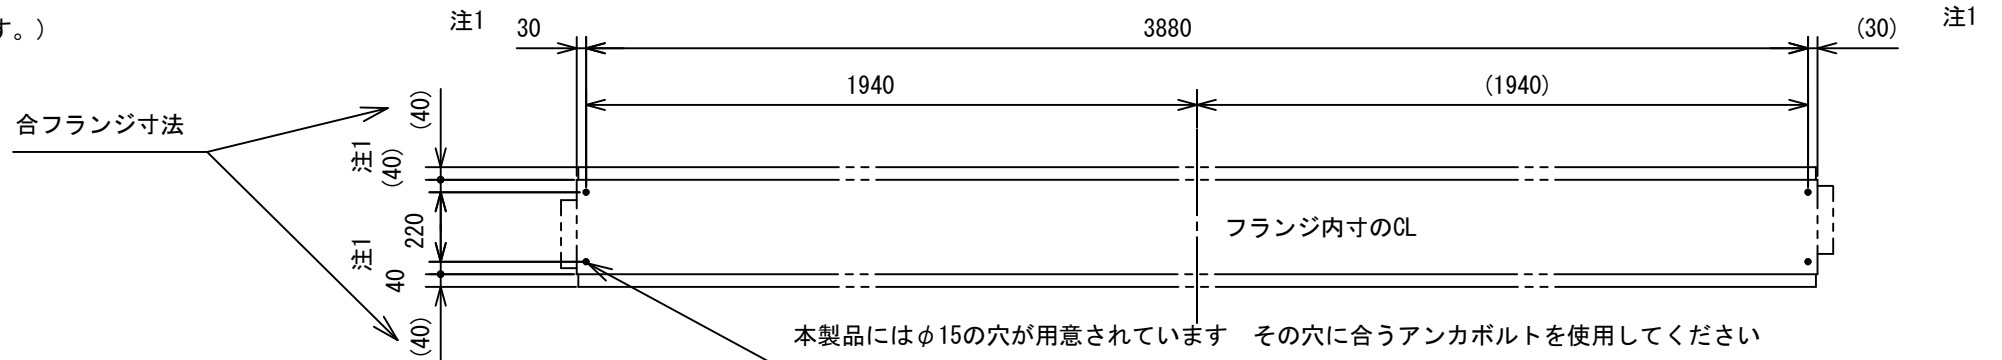 す。)
注1
30
3880
(30)
注1
1940
(1940)
合フランジ寸法
(40)
注1
(40)
220
フランジ内寸のCL
注1
40
(40)
本製品にはφ15の穴が用意されています　その穴に合うアンカボルトを使用してください